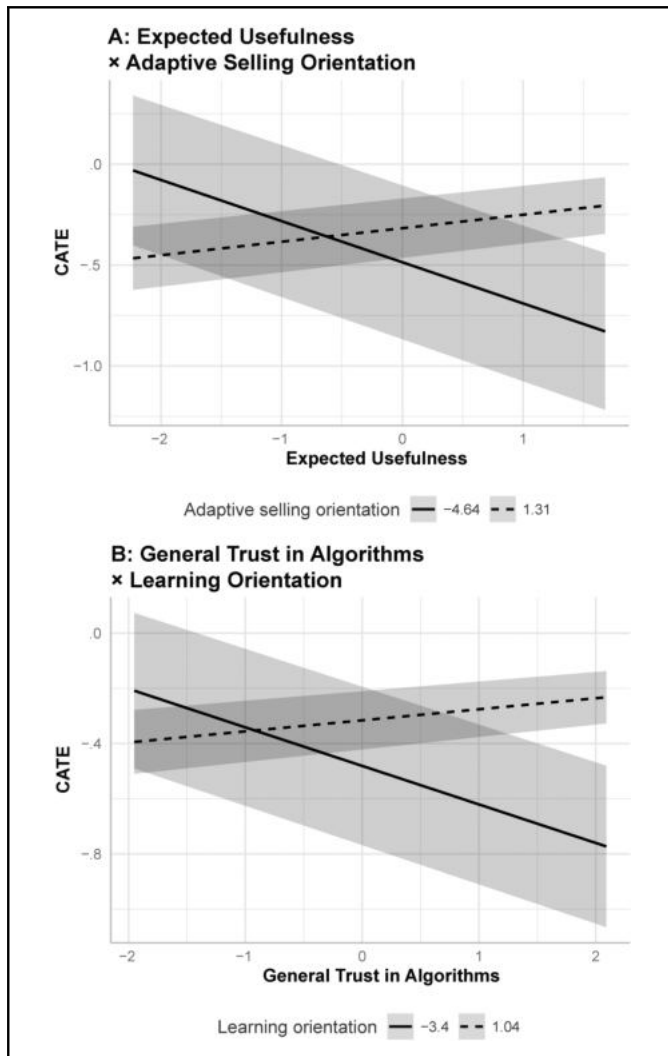 A: Expected Usefulness
× Adaptive Selling Orientation
CATE
.0
−.5
−1.0
−2
−1
0
1
Expected Usefulness
Adaptive selling orientation −4.64 1.31
B: General Trust in Algorithms
× Learning Orientation
CATE
.0
−.4
−.8
−2
−1
0
1
2
General Trust in Algorithms
Learning orientation −3.4 1.04